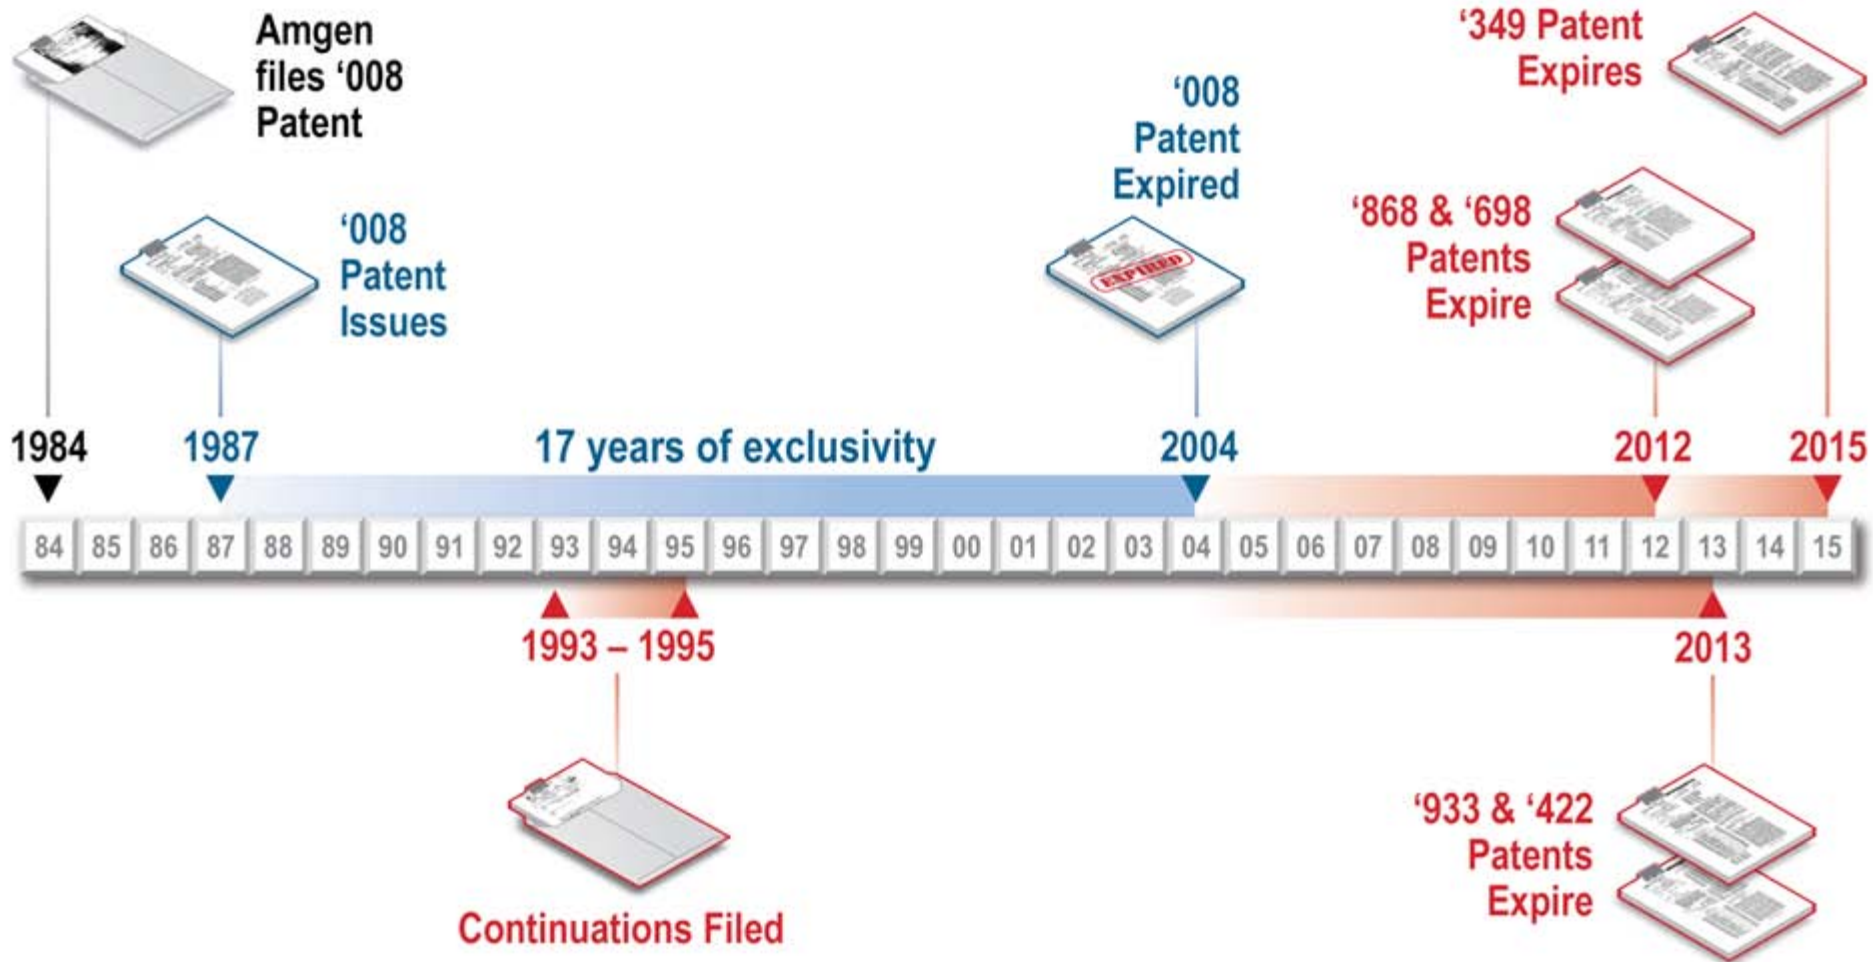 Amgen
files ‘008
Patent
‘008
Patent
Issues
‘008
Patent
Expired
EXPIRED
‘349 Patent
Expires
‘868 & ‘698
Patents
Expire
1984
1987
17 years of exclusivity
2004
2012
2015
84 85 86 87 88 89 90 91 92 93 94 95 96 97 98 99 00 01 02 03 04 05 06 07 08 09 10 11 12 13 14 15
1993 – 1995
2013
Continuations Filed
‘933 & ‘422
Patents
Expire